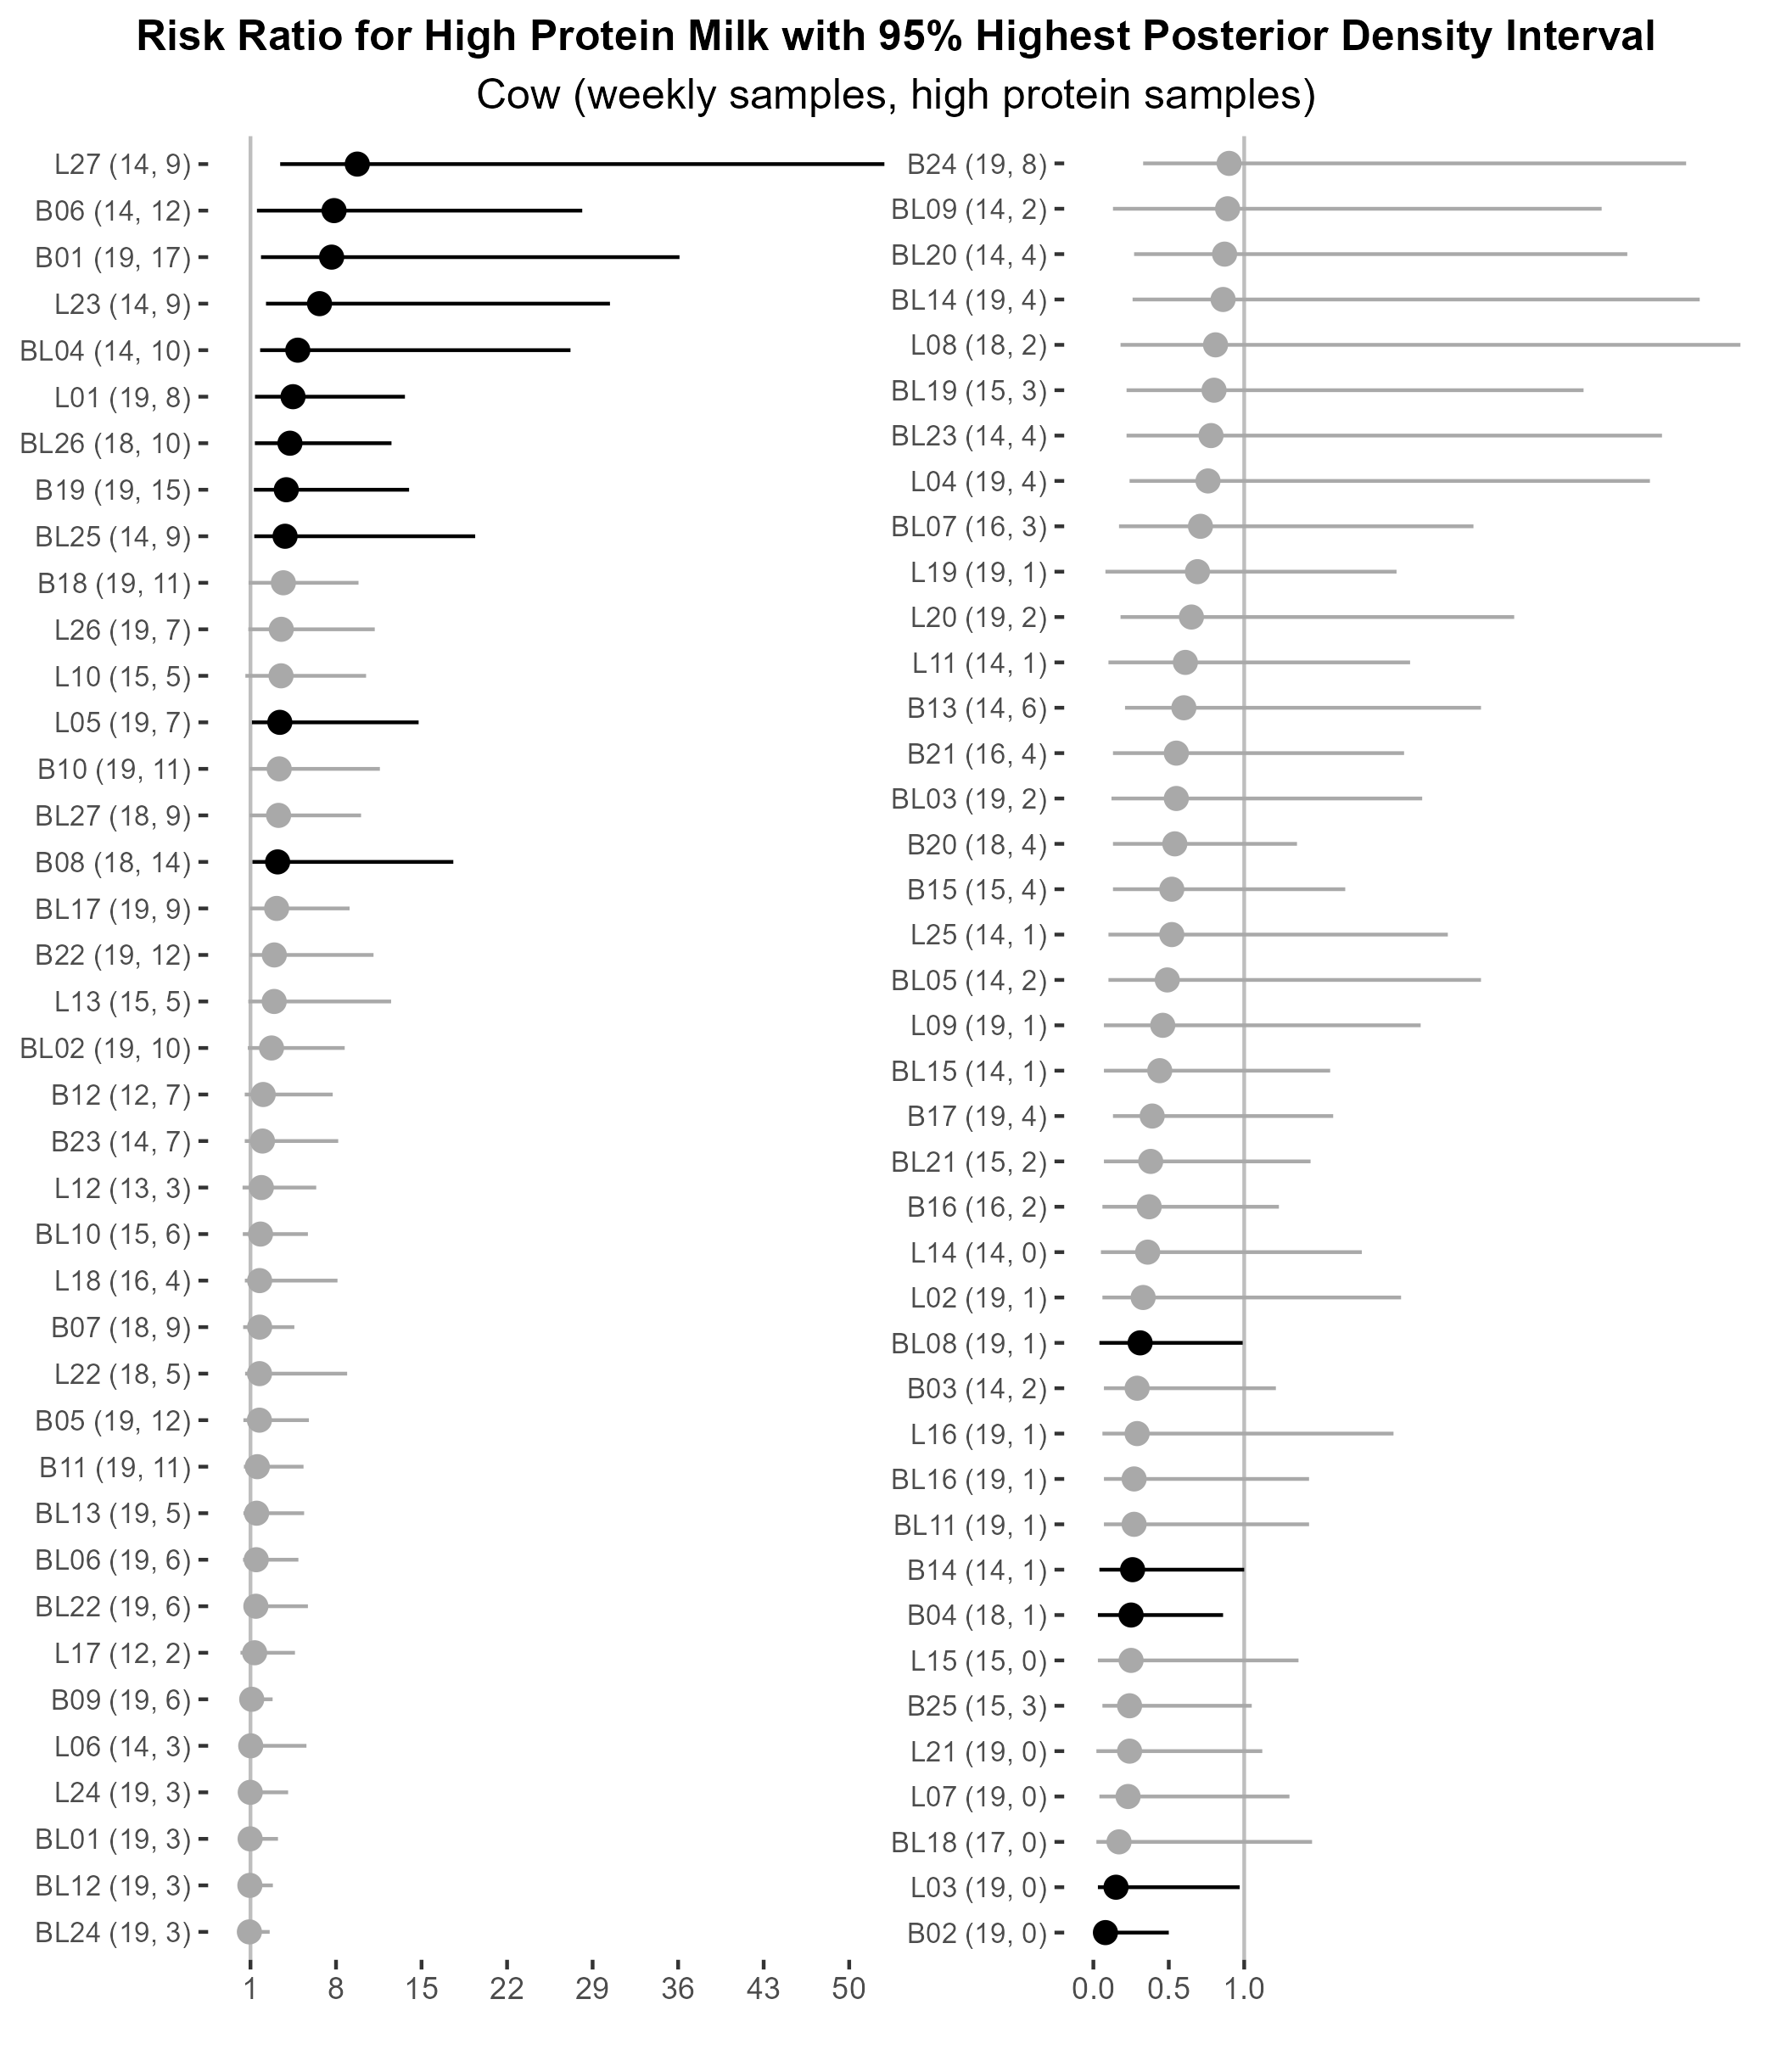 Risk Ratio for High Protein Milk with 95% Highest Posterior Density Interval
Cow (weekly samples, high protein samples)
L27 (14, 9)
B06 (14, 12)
B01 (19, 17)
L23 (14, 9)
BL04 (14, 10)
L01 (19, 8)
BL26 (18, 10)
B19 (19, 15)
BL25 (14, 9)
B18 (19, 11)
L26 (19, 7)
L10 (15, 5)
L05 (19, 7)
B10 (19, 11)
BL27 (18, 9)
B08 (18, 14)
BL17 (19, 9)
B22 (19, 12)
L13 (15, 5)
BL02 (19, 10)
B12 (12, 7)
B23 (14, 7)
L12 (13, 3)
BL10 (15, 6)
L18 (16, 4)
B07 (18, 9)
L22 (18, 5)
B05 (19, 12)
B11 (19, 11)
BL13 (19, 5)
BL06 (19, 6)
BL22 (19, 6)
L17 (12, 2)
B09 (19, 6)
L06 (14, 3)
L24 (19, 3)
BL01 (19, 3)
BL12 (19, 3)
BL24 (19, 3)
1 8 15 22 29 36 43 50
B24 (19, 8)
BL09 (14, 2)
BL20 (14, 4)
BL14 (19, 4)
L08 (18, 2)
BL19 (15, 3)
BL23 (14, 4)
L04 (19, 4)
BL07 (16, 3)
L19 (19, 1)
L20 (19, 2)
L11 (14, 1)
B13 (14, 6)
B21 (16, 4)
BL03 (19, 2)
B20 (18, 4)
B15 (15, 4)
L25 (14, 1)
BL05 (14, 2)
L09 (19, 1)
BL15 (14, 1)
B17 (19, 4)
BL21 (15, 2)
B16 (16, 2)
L14 (14, 0)
L02 (19, 1)
BL08 (19, 1)
B03 (14, 2)
L16 (19, 1)
BL16 (19, 1)
BL11 (19, 1)
B14 (14, 1)
B04 (18, 1)
L15 (15, 0)
B25 (15, 3)
L21 (19, 0)
L07 (19, 0)
BL18 (17, 0)
L03 (19, 0)
B02 (19, 0)
0.0 0.5 1.0